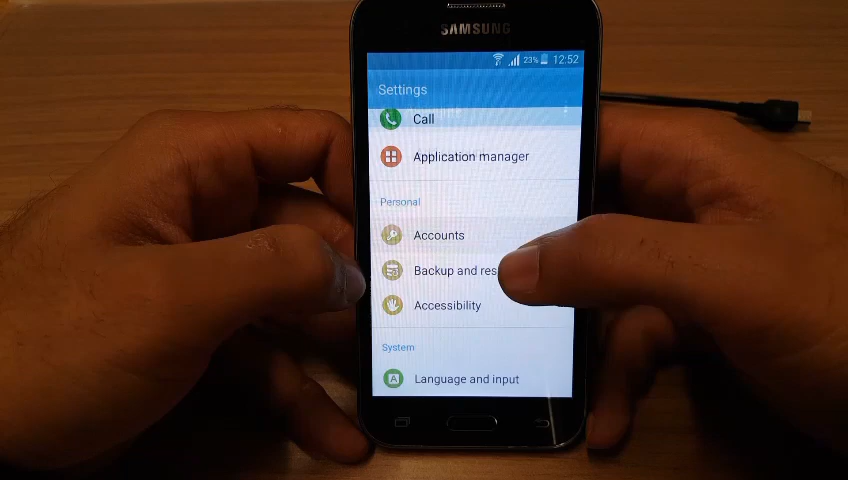 SAMSUNG
23% 12:52
Settings
Call
Application manager
Personal
Accounts
Backup and res
Accessibility
System
Language and input